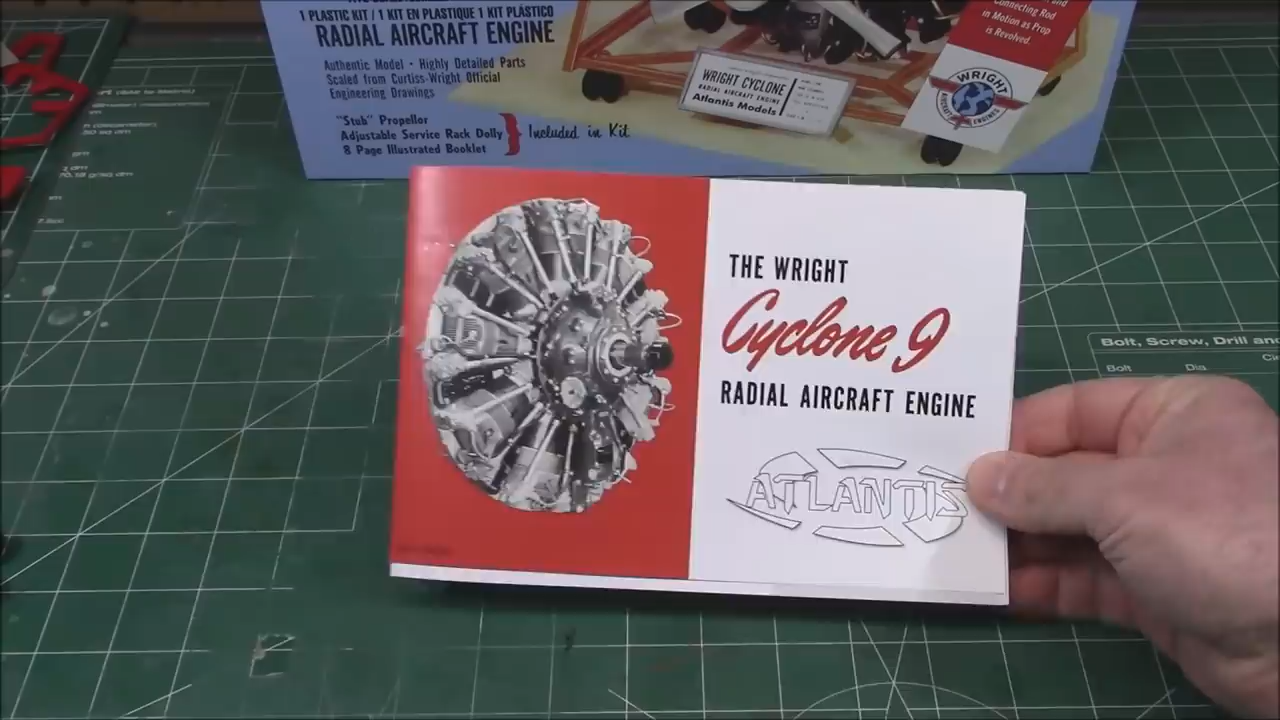 1 PLASTIC KIT / 1 KIT EN PLASTIQUE 1 KIT PLÁSTICO
RADIAL AIRCRAFT ENGINE
Authentic Model - Highly Detailed Parts
Scaled from Curtiss-Wright Official
Engineering Drawings
"Stub" Propeller
Adjustable Service Rack Dolly
8 Page Illustrated Booklet
Included in Kit
WRIGHT CYCLONE
RADIAL AIRCRAFT ENGINE
Atlantis Models
Connecting Rod
in Motion as Prop
is Revolved.
WRIGHT
AIRCRAFT ENGINES
THE WRIGHT
Cyclone 9
RADIAL AIRCRAFT ENGINE
ATLANTIS
Bolt, Screw, Drill and
Bolt
Dia.